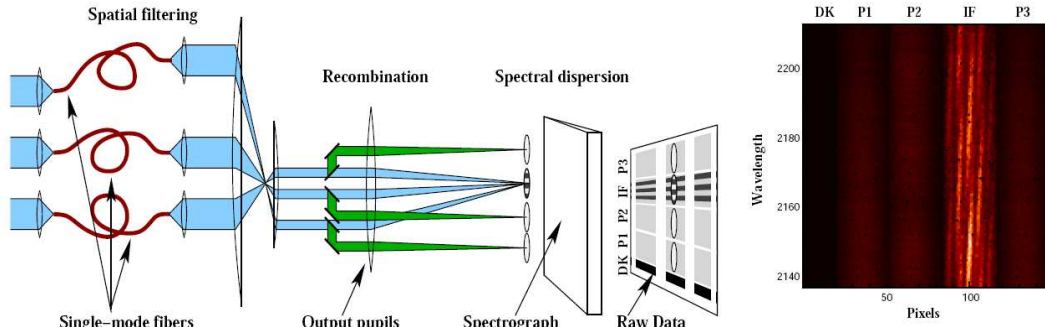 Spatial filtering
Recombination
Spectral dispersion
Single-mode fibers
Output pupils
Spectrograph
Raw Data
P3
IF
P2
P1
DK
DK P1 P2 IF P3
Wavelength
2200
2180
2160
2140
50 100
Pixels